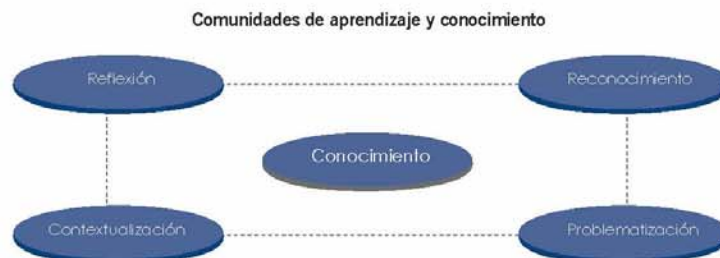 Comunidades de aprendizaje y conocimiento
Reflexión
Reconocimiento
Conocimiento
Contextualización
Problematización